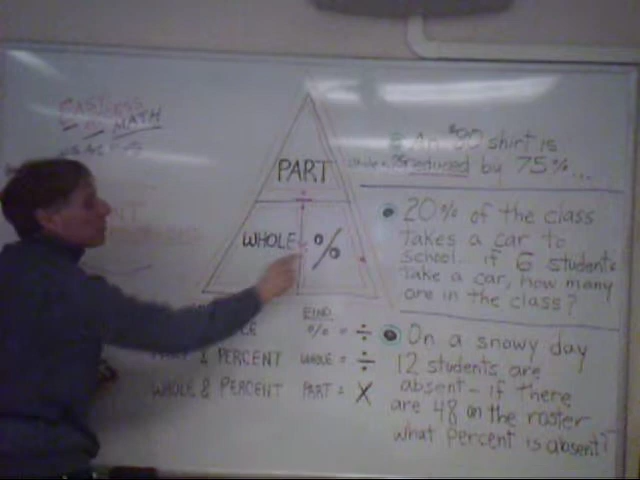 MATH
PART
WHOLE %
An $90 shirt is
reduced by 75%...
20% of the class
takes a car to
school... if 6 students
take a car, how many
are in the class?
FIND
% = ÷
& PERCENT WHOLE = ÷
WHOLE & PERCENT PART = X
On a snowy day
12 students are
absent - if there
are 48 on the roster
what percent is absent?